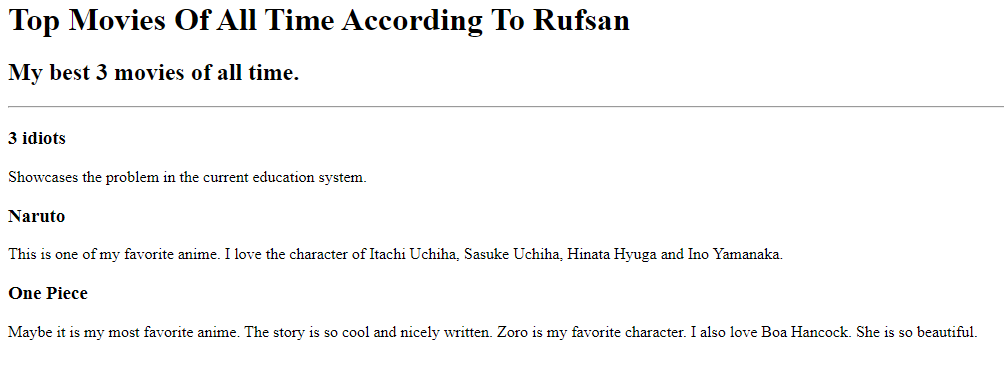 Top Movies Of All Time According To Rufsan
My best 3 movies of all time.
3 idiots
Showcases the problem in the current education system.
Naruto
This is one of my favorite anime. I love the character of Itachi Uchiha, Sasuke Uchiha, Hinata Hyuga and Ino Yamanaka.
One Piece
Maybe it is my most favorite anime. The story is so cool and nicely written. Zoro is my favorite character. I also love Boa Hancock. She is so beautiful.